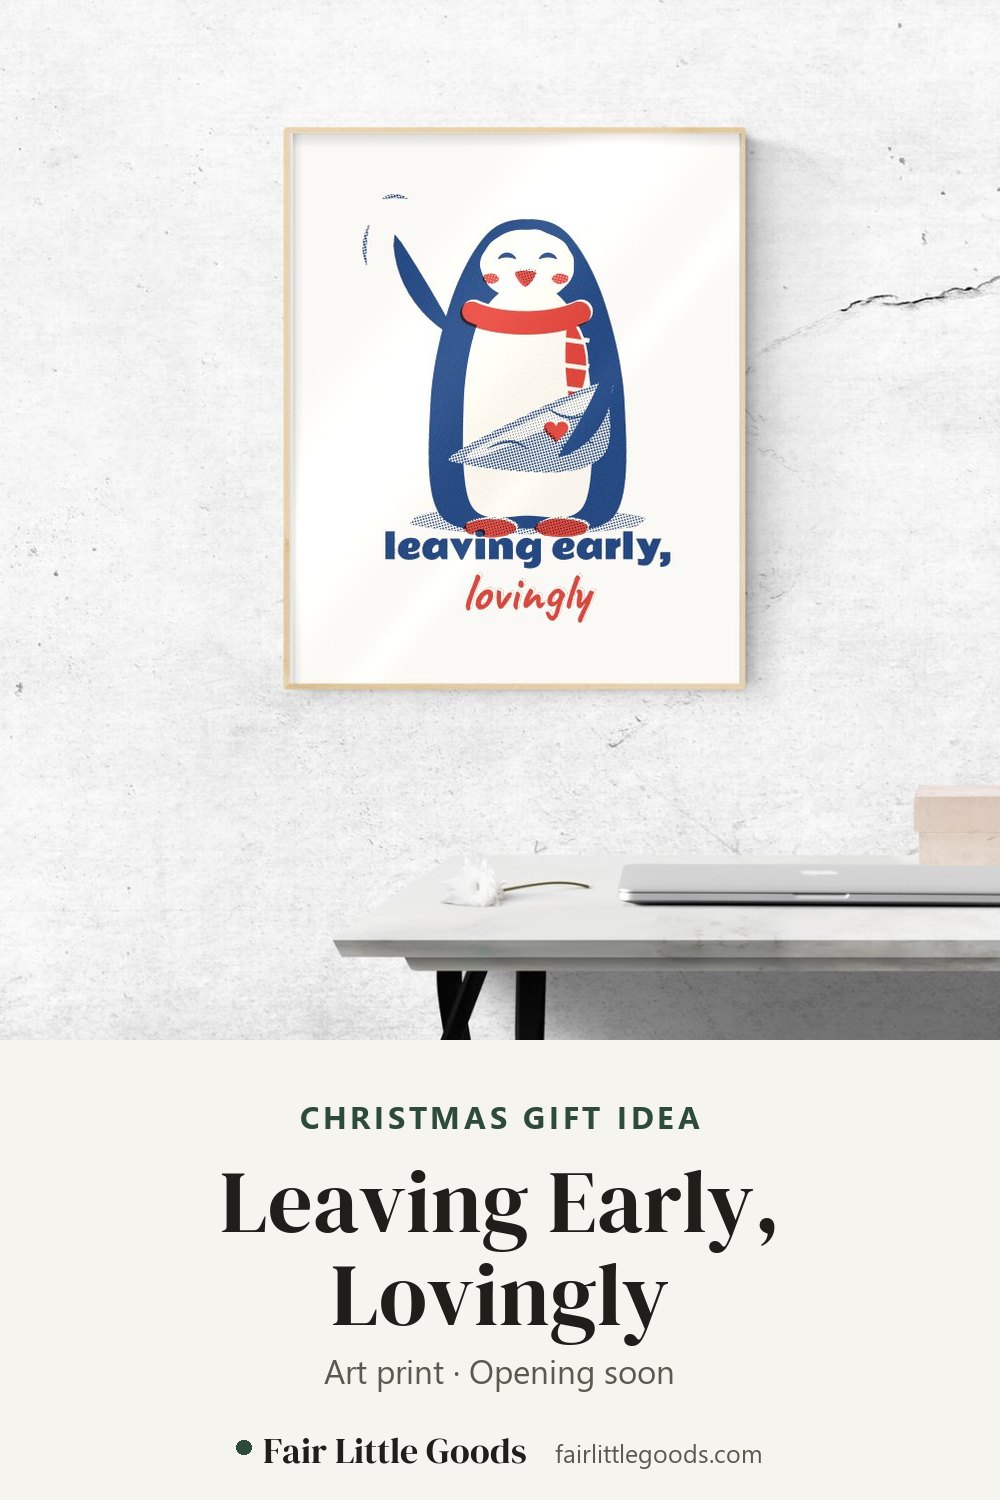 leaving early,
lovingly
CHRISTMAS GIFT IDEA
Leaving Early,
Lovingly
Art print · Opening soon
Fair Little Goods fairlittlegoods.com